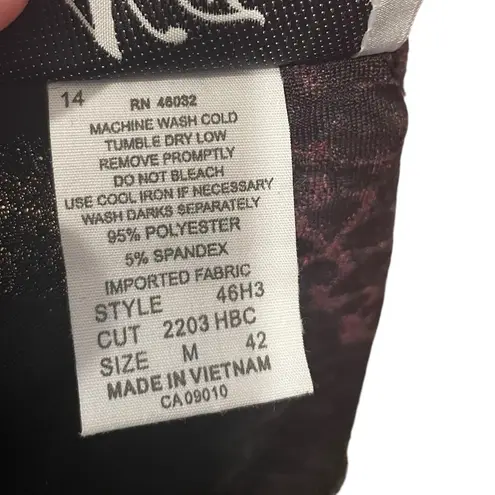 14 RN 46032
MACHINE WASH COLD
TUMBLE DRY LOW
REMOVE PROMPTLY
DO NOT BLEACH
USE COOL IRON IF NECESSARY
WASH DARKS SEPARATELY
95% POLYESTER
5% SPANDEX
IMPORTED FABRIC
STYLE 46H3
CUT 2203 HBC
SIZE M 42
MADE IN VIETNAM
CA 09010